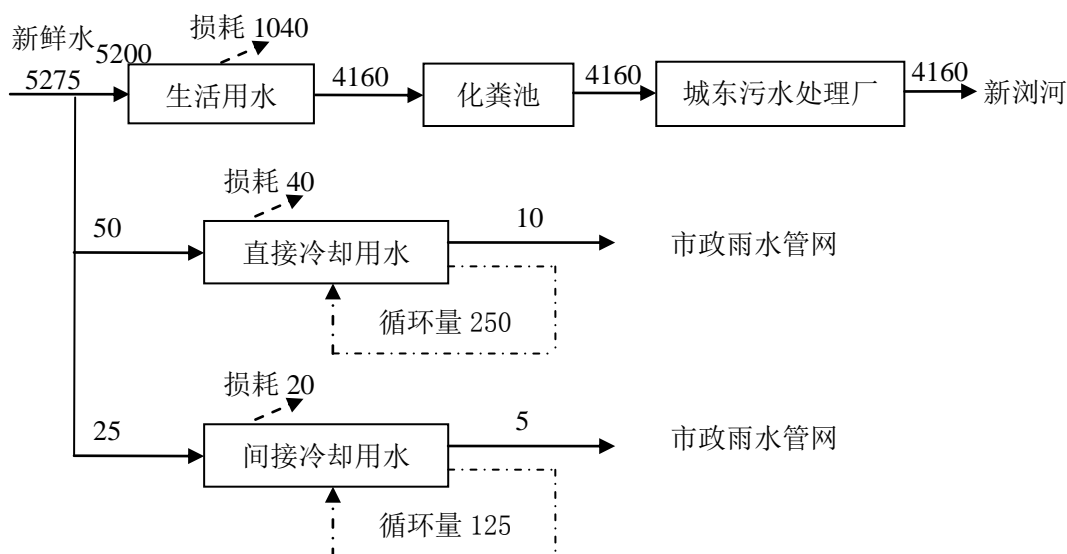 损耗 1040
新鲜水
5200
5275
生活用水
4160
化粪池
4160
城东污水处理厂
4160
新浏河
损耗 40
50
直接冷却用水
10
市政雨水管网
循环量 250
损耗 20
25
间接冷却用水
5
市政雨水管网
循环量 125